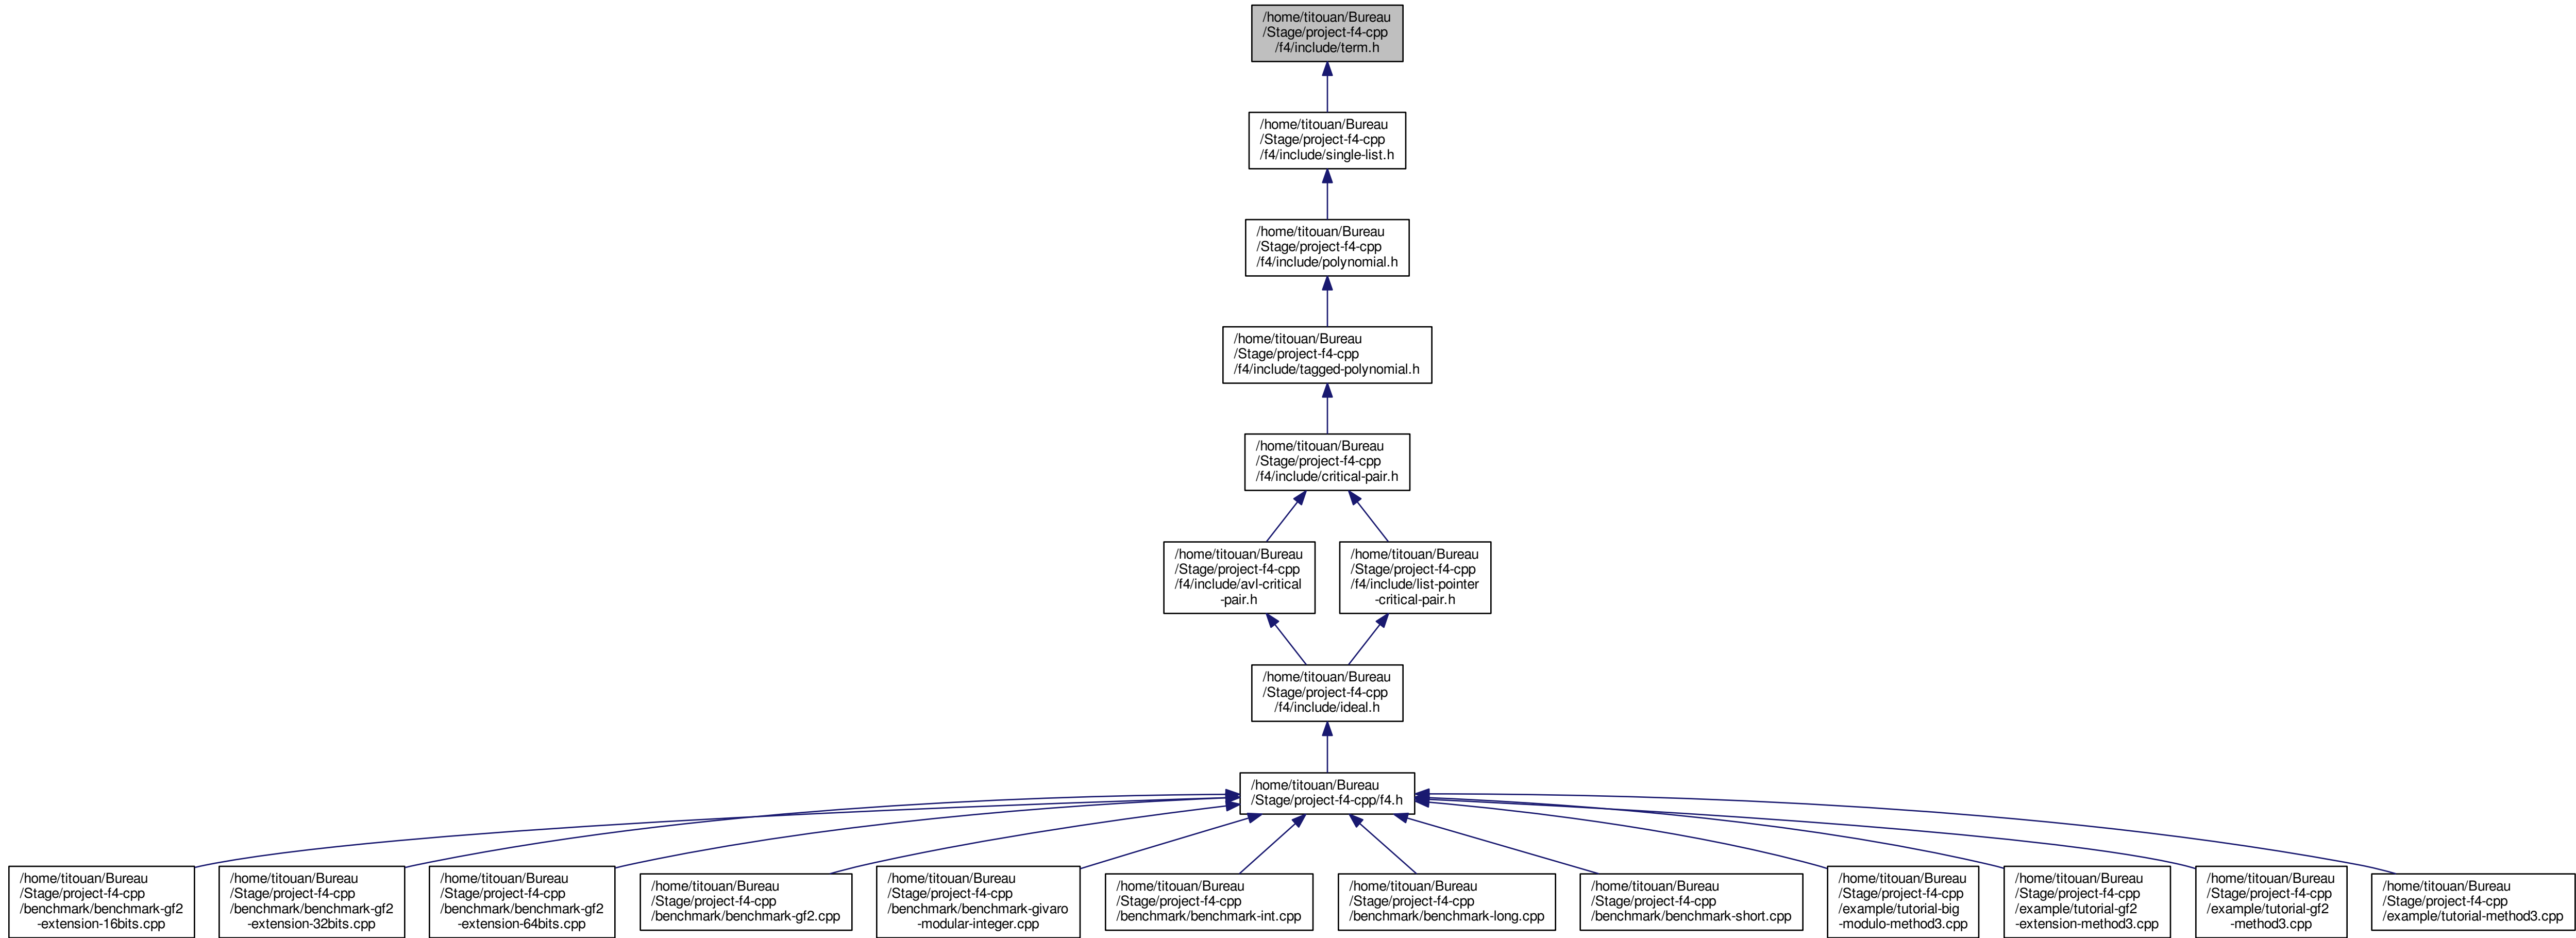 /home/titouan/Bureau
/Stage/project-f4-cpp
/f4/include/term.h
/home/titouan/Bureau
/Stage/project-f4-cpp
/f4/include/single-list.h
/home/titouan/Bureau
/Stage/project-f4-cpp
/f4/include/polynomial.h
/home/titouan/Bureau
/Stage/project-f4-cpp
/f4/include/tagged-polynomial.h
/home/titouan/Bureau
/Stage/project-f4-cpp
/f4/include/critical-pair.h
/home/titouan/Bureau
/Stage/project-f4-cpp
/f4/include/avl-critical
-pair.h
/home/titouan/Bureau
/Stage/project-f4-cpp
/f4/include/list-pointer
-critical-pair.h
/home/titouan/Bureau
/Stage/project-f4-cpp
/f4/include/ideal.h
/home/titouan/Bureau
/Stage/project-f4-cpp/f4.h
/home/titouan/Bureau
/Stage/project-f4-cpp
/benchmark/benchmark-gf2
-extension-16bits.cpp
/home/titouan/Bureau
/Stage/project-f4-cpp
/benchmark/benchmark-gf2
-extension-32bits.cpp
/home/titouan/Bureau
/Stage/project-f4-cpp
/benchmark/benchmark-gf2
-extension-64bits.cpp
/home/titouan/Bureau
/Stage/project-f4-cpp
/benchmark/benchmark-gf2.cpp
/home/titouan/Bureau
/Stage/project-f4-cpp
/benchmark/benchmark-givaro
-modular-integer.cpp
/home/titouan/Bureau
/Stage/project-f4-cpp
/benchmark/benchmark-int.cpp
/home/titouan/Bureau
/Stage/project-f4-cpp
/benchmark/benchmark-long.cpp
/home/titouan/Bureau
/Stage/project-f4-cpp
/benchmark/benchmark-short.cpp
/home/titouan/Bureau
/Stage/project-f4-cpp
/example/tutorial-big
-modulo-method3.cpp
/home/titouan/Bureau
/Stage/project-f4-cpp
/example/tutorial-gf2
-extension-method3.cpp
/home/titouan/Bureau
/Stage/project-f4-cpp
/example/tutorial-gf2
-method3.cpp
/home/titouan/Bureau
/Stage/project-f4-cpp
/example/tutorial-method3.cpp